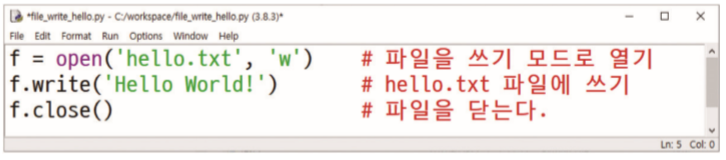 *file_write_hello.py - C:/workspace/file_write_hello.py (3.8.3)*
File Edit Format Run Options Window Help
f = open('hello.txt', 'w') # 파일을 쓰기 모드로 열기
f.write('Hello World!') # hello.txt 파일에 쓰기
f.close() # 파일을 닫는다.
Ln: 5 Col: 0